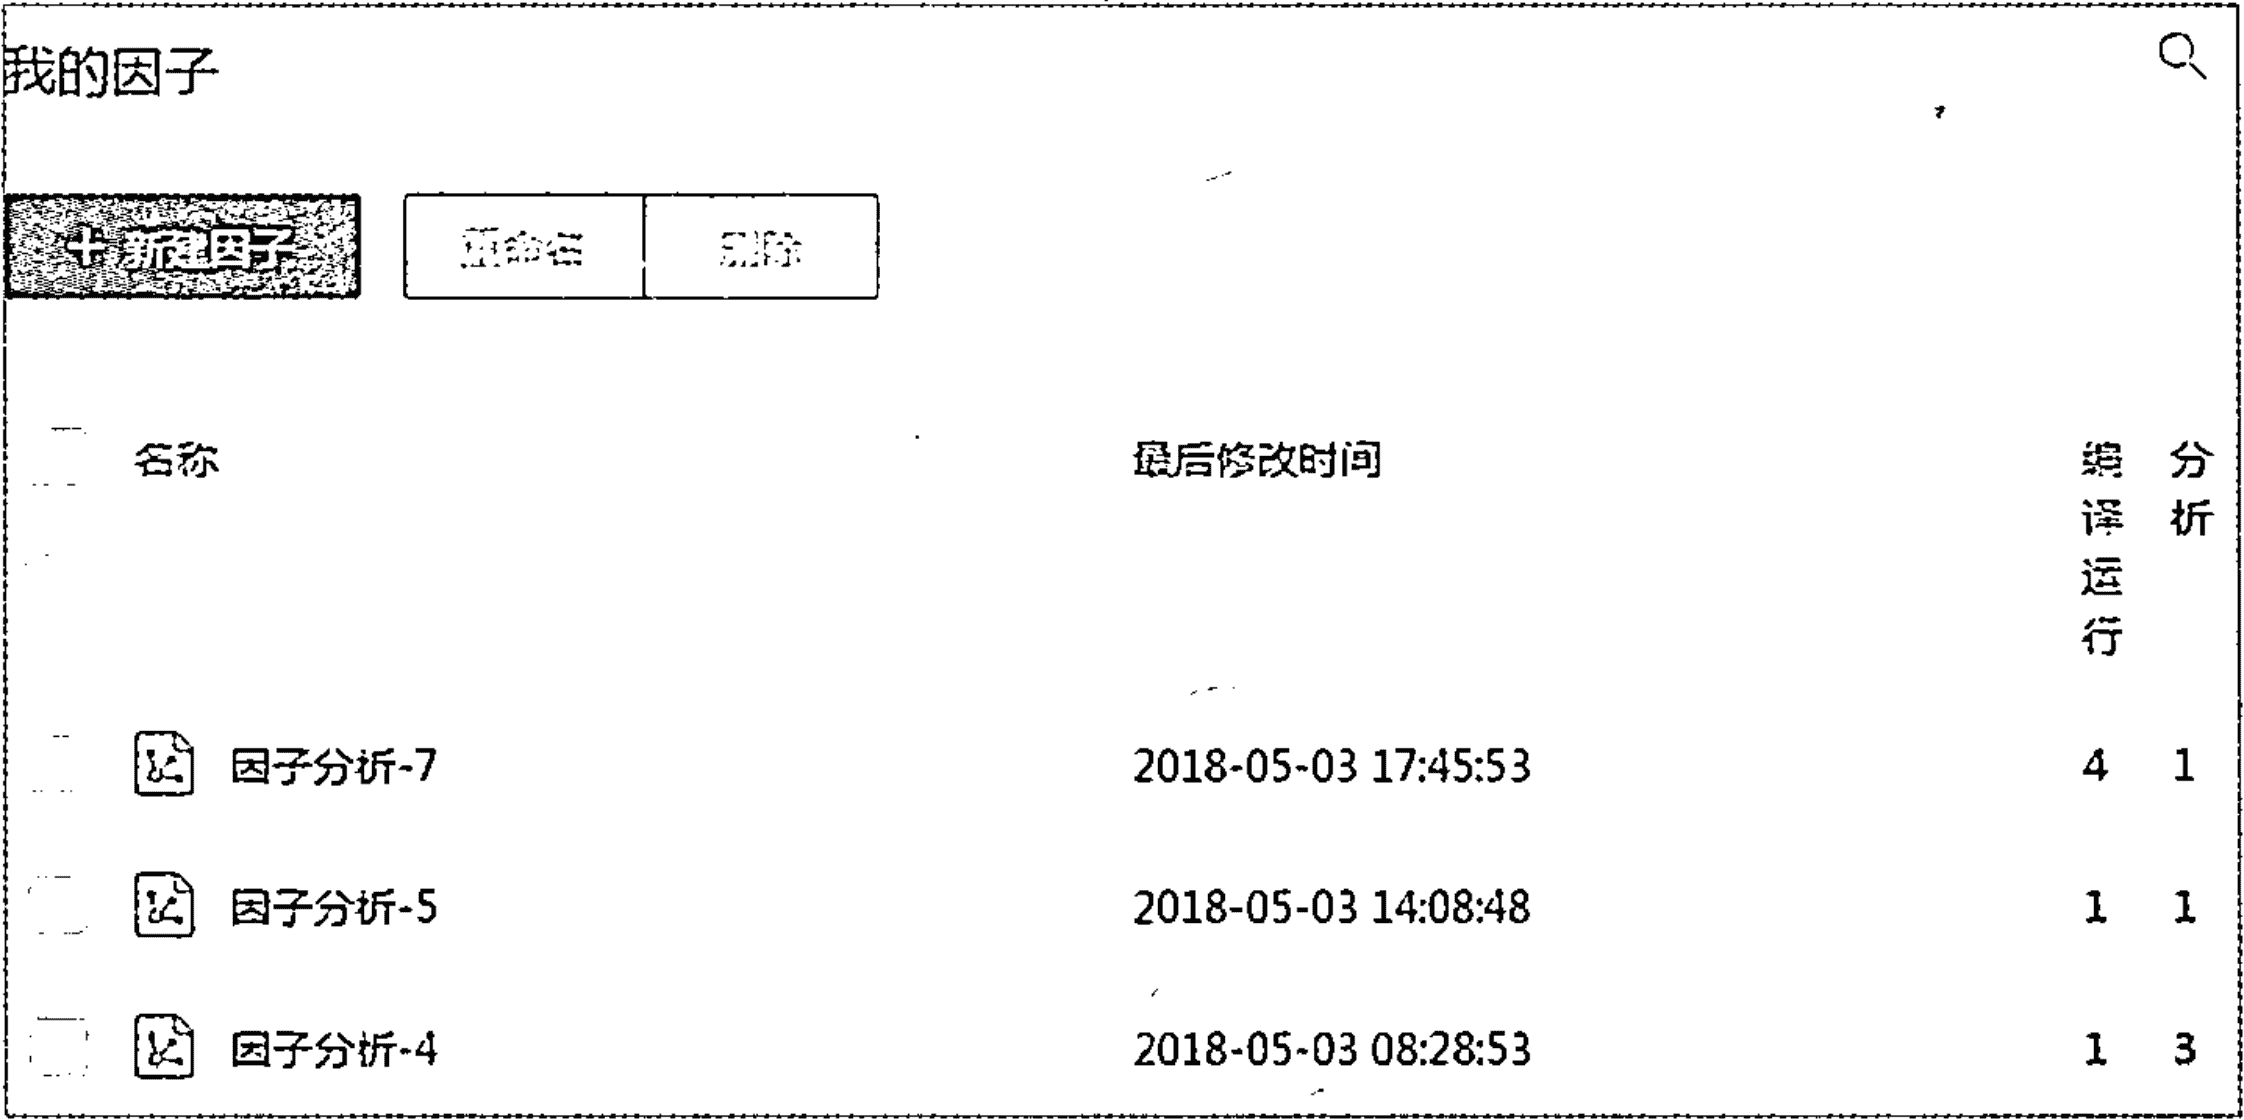 我的因子
+ 新建因子 重命名 删除
名称 最后修改时间 编译运行 分析
因子分析-7 2018-05-03 17:45:53 4 1
因子分析-5 2018-05-03 14:08:48 1 1
因子分析-4 2018-05-03 08:28:53 1 3